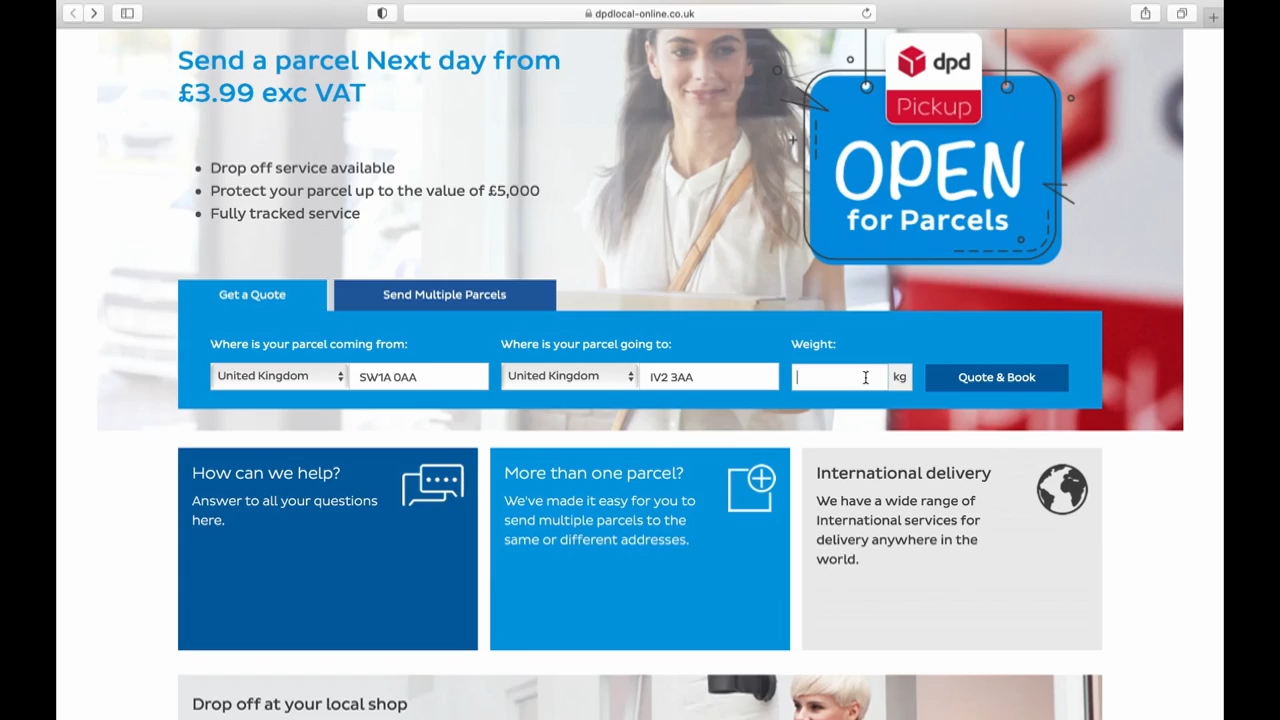 dpdlocal-online.co.uk
Send a parcel Next day from
£3.99 exc VAT
Drop off service available
Protect your parcel up to the value of £5,000
Fully tracked service
dpd
Pickup
OPEN
for Parcels
Get a Quote
Send Multiple Parcels
Where is your parcel coming from:
Where is your parcel going to:
Weight:
United Kingdom
SW1A 0AA
United Kingdom
IV2 3AA
kg
Quote & Book
How can we help?
Answer to all your questions
here.
More than one parcel?
We've made it easy for you to
send multiple parcels to the
same or different addresses.
International delivery
We have a wide range of
International services for
delivery anywhere in the
world.
Drop off at your local shop